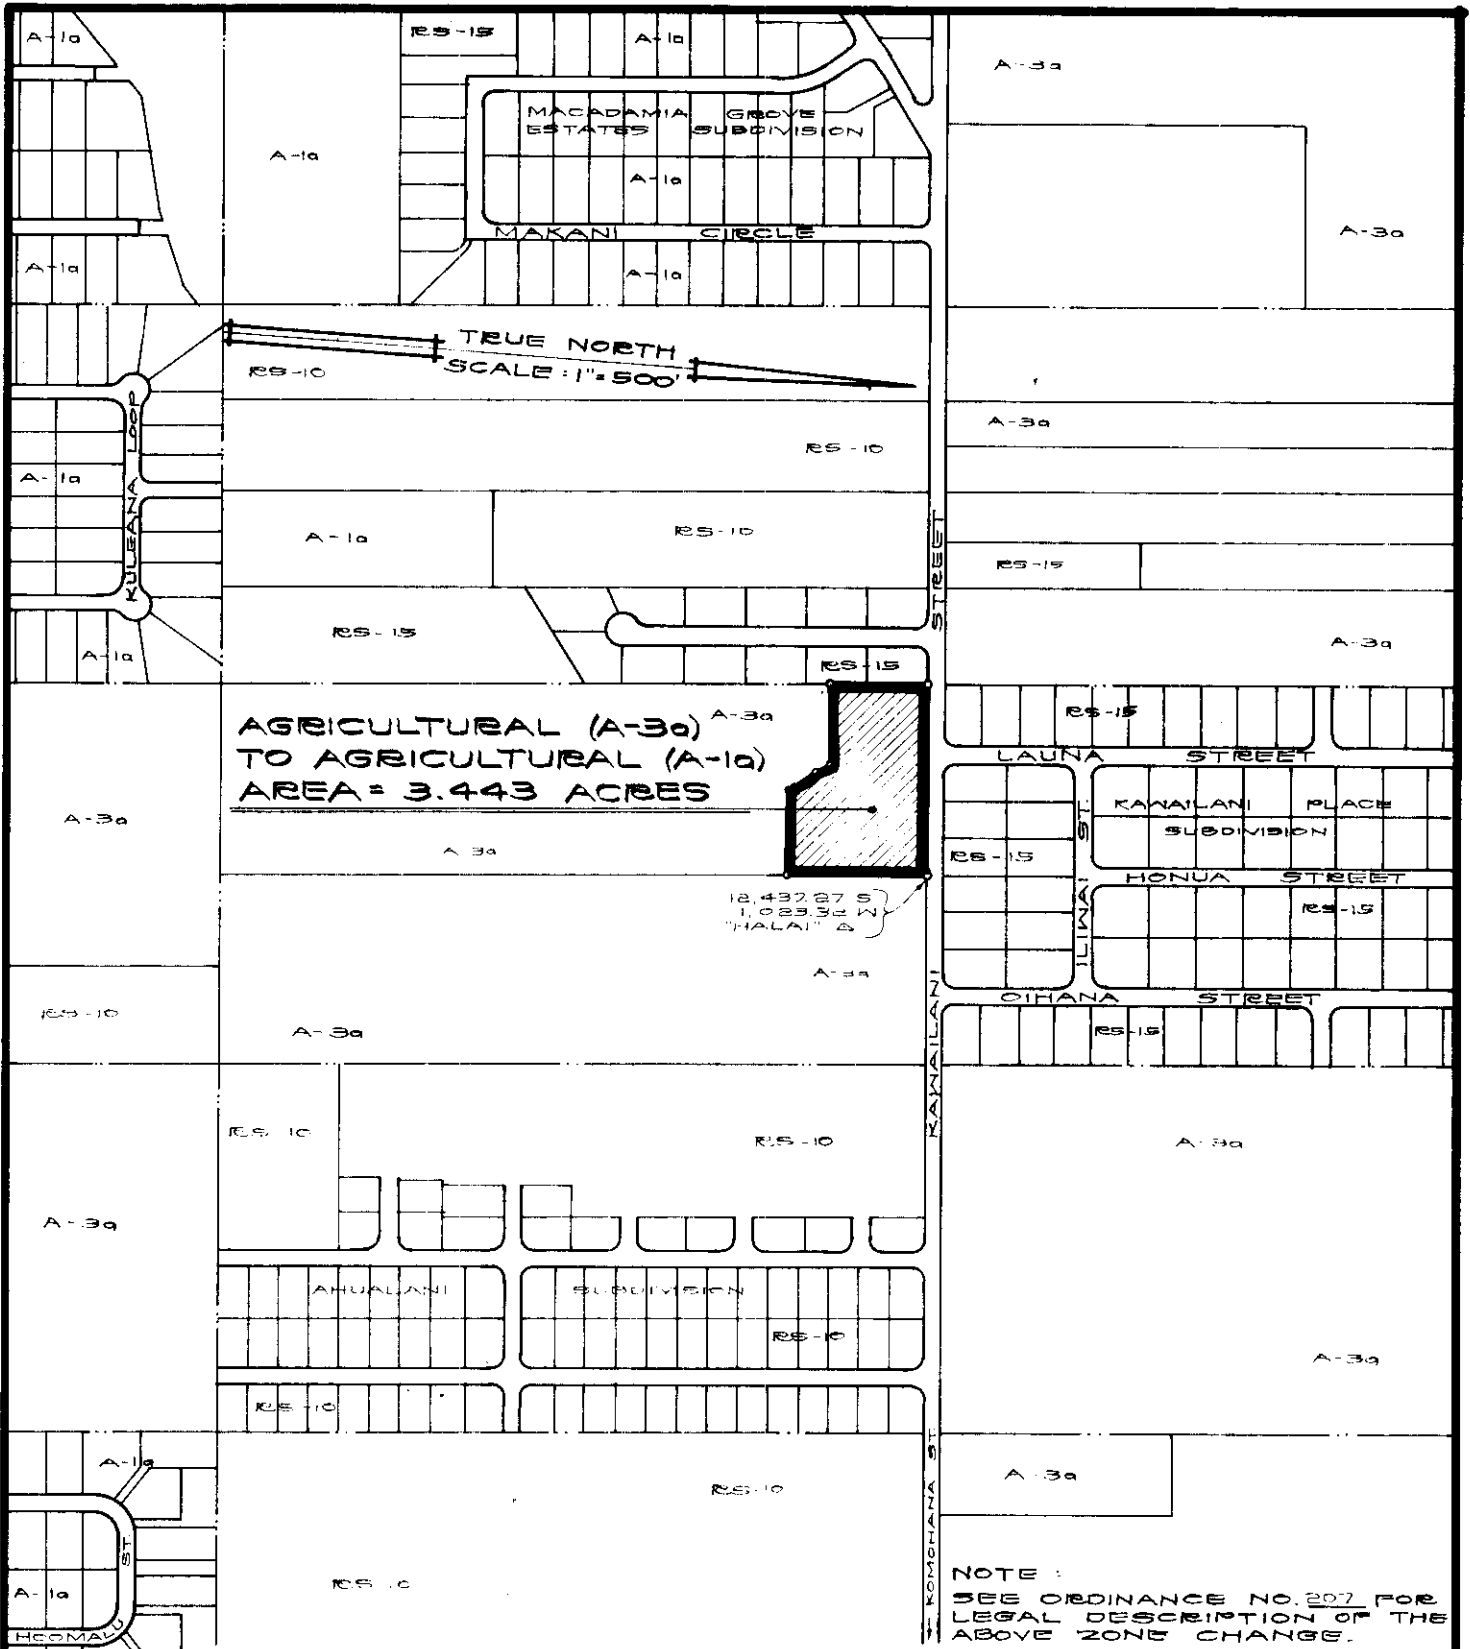 A-1a
RS-15
A-1a
A-3a
MACADAMIA GROVE
ESTATES SUBDIVISION
A-1a
A-1a
A-3a
MAKANI CIRCLE
A-1a
A-1a
TRUE NORTH
SCALE : 1"= 500'
RS-10
A-3a
RS-10
KULEANA LOOP
A-1a
A-1a
RS-10
STREET
RS-15
RS-15
A-3a
A-1a
RS-15
AGRICULTURAL (A-3a)
TO AGRICULTURAL (A-1a)
AREA = 3.443 ACRES
A-3a
RS-15
LAUNA STREET
A-3a
A-3a
KAWAILANI PLACE
SUBDIVISION
ILIWAI ST.
RS-15
HONUA STREET
12,437.27 S
1,023.32 W
"HALAI" △
RS-15
A-3a
OIHANA STREET
KAWAILANI
RS-10
A-3a
RS-15
RS-10
RS-10
A-3a
A-3a
AHUALANI SUBDIVISION
RS-10
A-3a
RS-10
A-1a
RS-10
A-3a
← KOMOHANA ST.
ST.
A-1a
HOOMALU
NOTE :
SEE ORDINANCE NO. 207 FOR
LEGAL DESCRIPTION OF THE
ABOVE ZONE CHANGE.